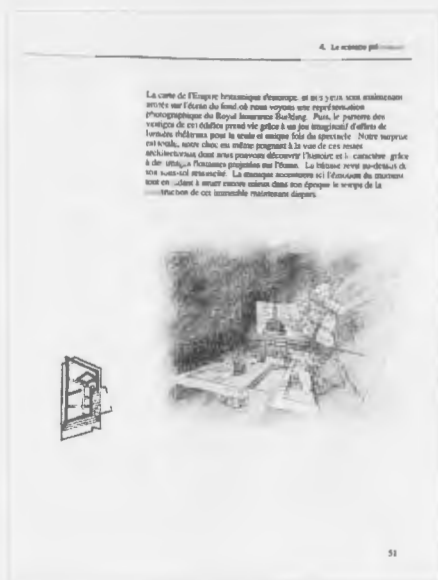 4. Le scénario
La carte de l'Empire britannique s'estompe, et nos yeux sont maintenant
attirés sur l'écran du fond où nous voyons une représentation
photographique du Royal Insurance Building. Puis, le parterre des
vestiges de cet édifice prend vie grâce à un jeu imaginatif d'effets de
lumière théâtraux pour la seule et unique fois du spectacle. Notre surprise
est totale, notre choc est même poignant à la vue de ces restes
architecturaux dont nous pouvons découvrir l'histoire et le caractère grâce
à des images fontaines projetées sur l'écran. La bâtisse revit au-dessus de
son sous-sol ressuscité. La musique accentuera ici l'émotion du moment
tout en aidant à situer encore mieux dans son époque le temps de la
construction de cet immeuble maintenant disparu.
51